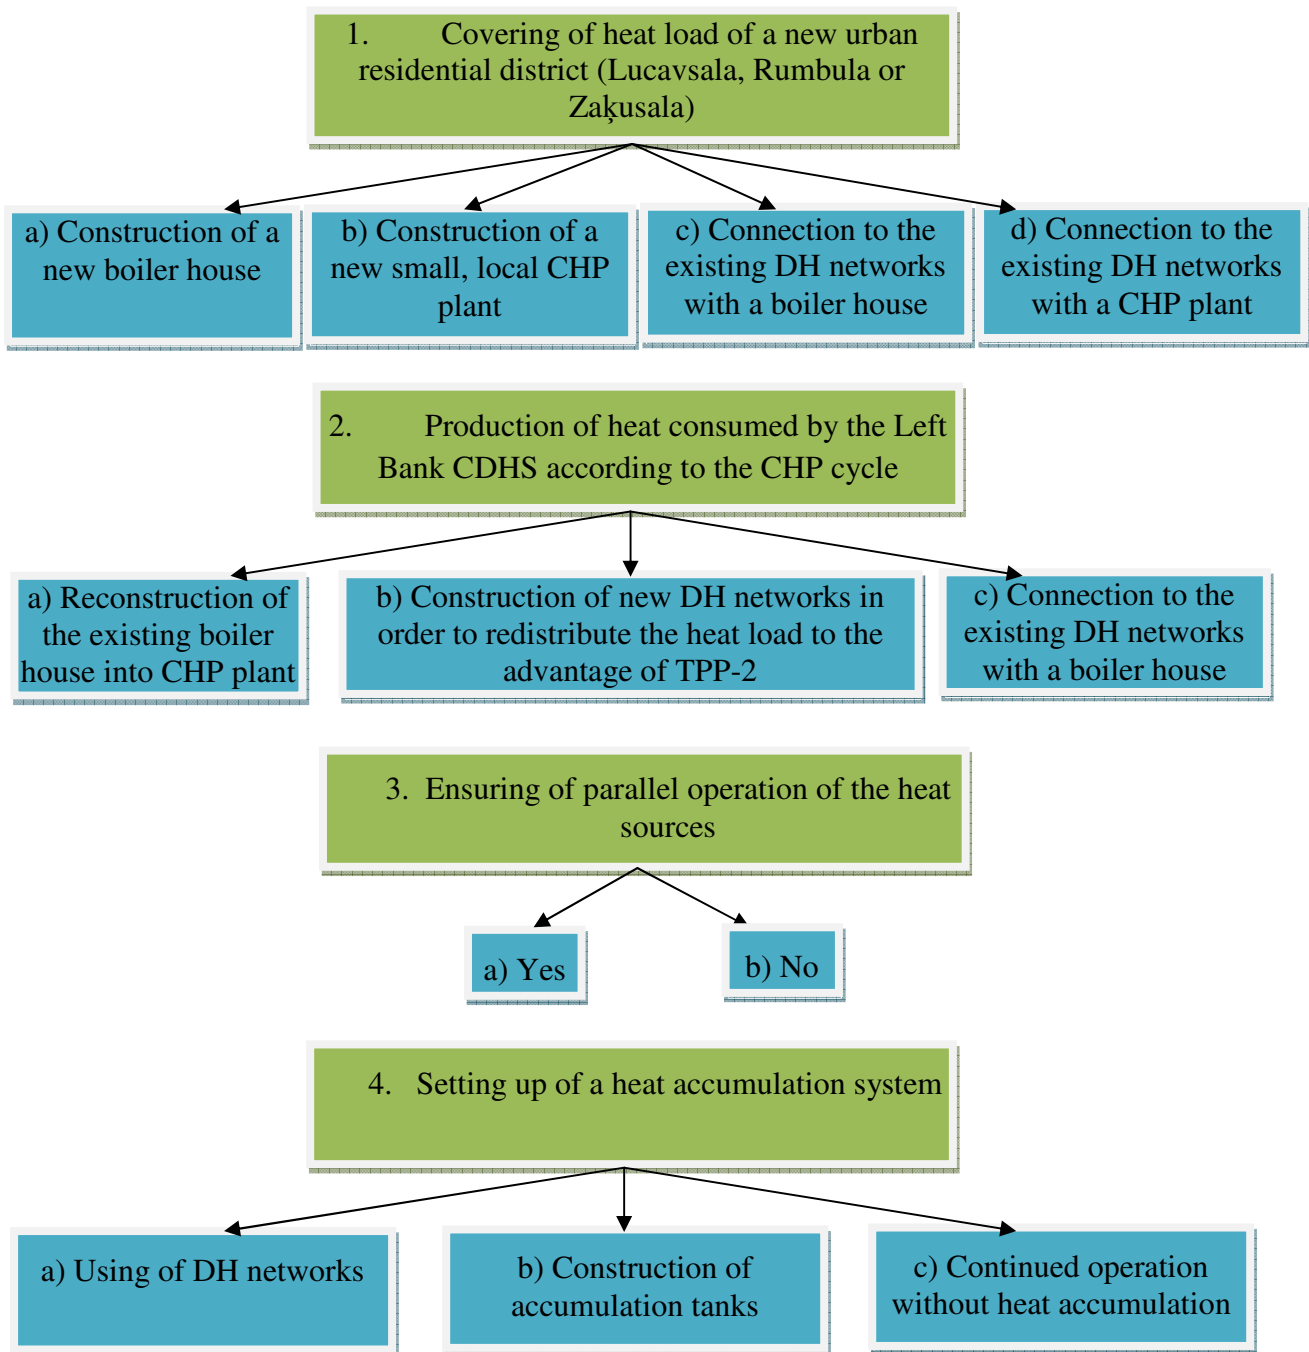 1. Covering of heat load of a new urban
residential district (Lucavsala, Rumbula or
Zaķusala)
a) Construction of a
new boiler house
b) Construction of a
new small, local CHP
plant
c) Connection to the
existing DH networks
with a boiler house
d) Connection to the
existing DH networks
with a CHP plant
2. Production of heat consumed by the Left
Bank CDHS according to the CHP cycle
a) Reconstruction of
the existing boiler
house into CHP plant
b) Construction of new DH networks in
order to redistribute the heat load to the
advantage of TPP-2
c) Connection to the
existing DH networks
with a boiler house
3. Ensuring of parallel operation of the heat
sources
a) Yes
b) No
4. Setting up of a heat accumulation system
a) Using of DH networks
b) Construction of
accumulation tanks
c) Continued operation
without heat accumulation